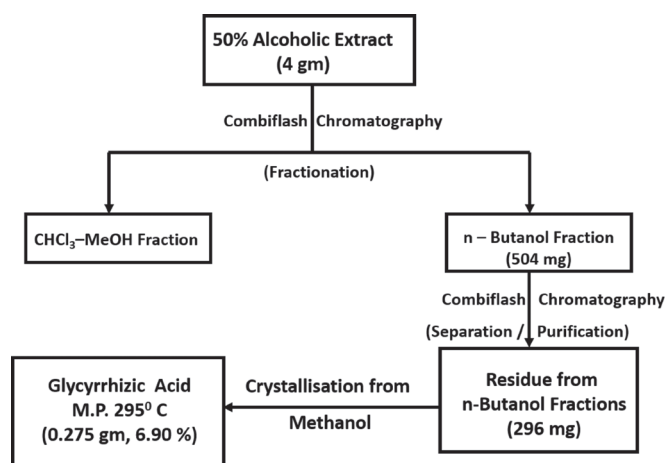 50% Alcoholic Extract
(4 gm)
Combiflash Chromatography
(Fractionation)
CHCl₃–MeOH Fraction
n – Butanol Fraction
(504 mg)
Combiflash Chromatography
(Separation / Purification)
Glycyrrhizic Acid
M.P. 295⁰ C
(0.275 gm, 6.90 %)
Crystallisation from
Methanol
Residue from
n-Butanol Fractions
(296 mg)